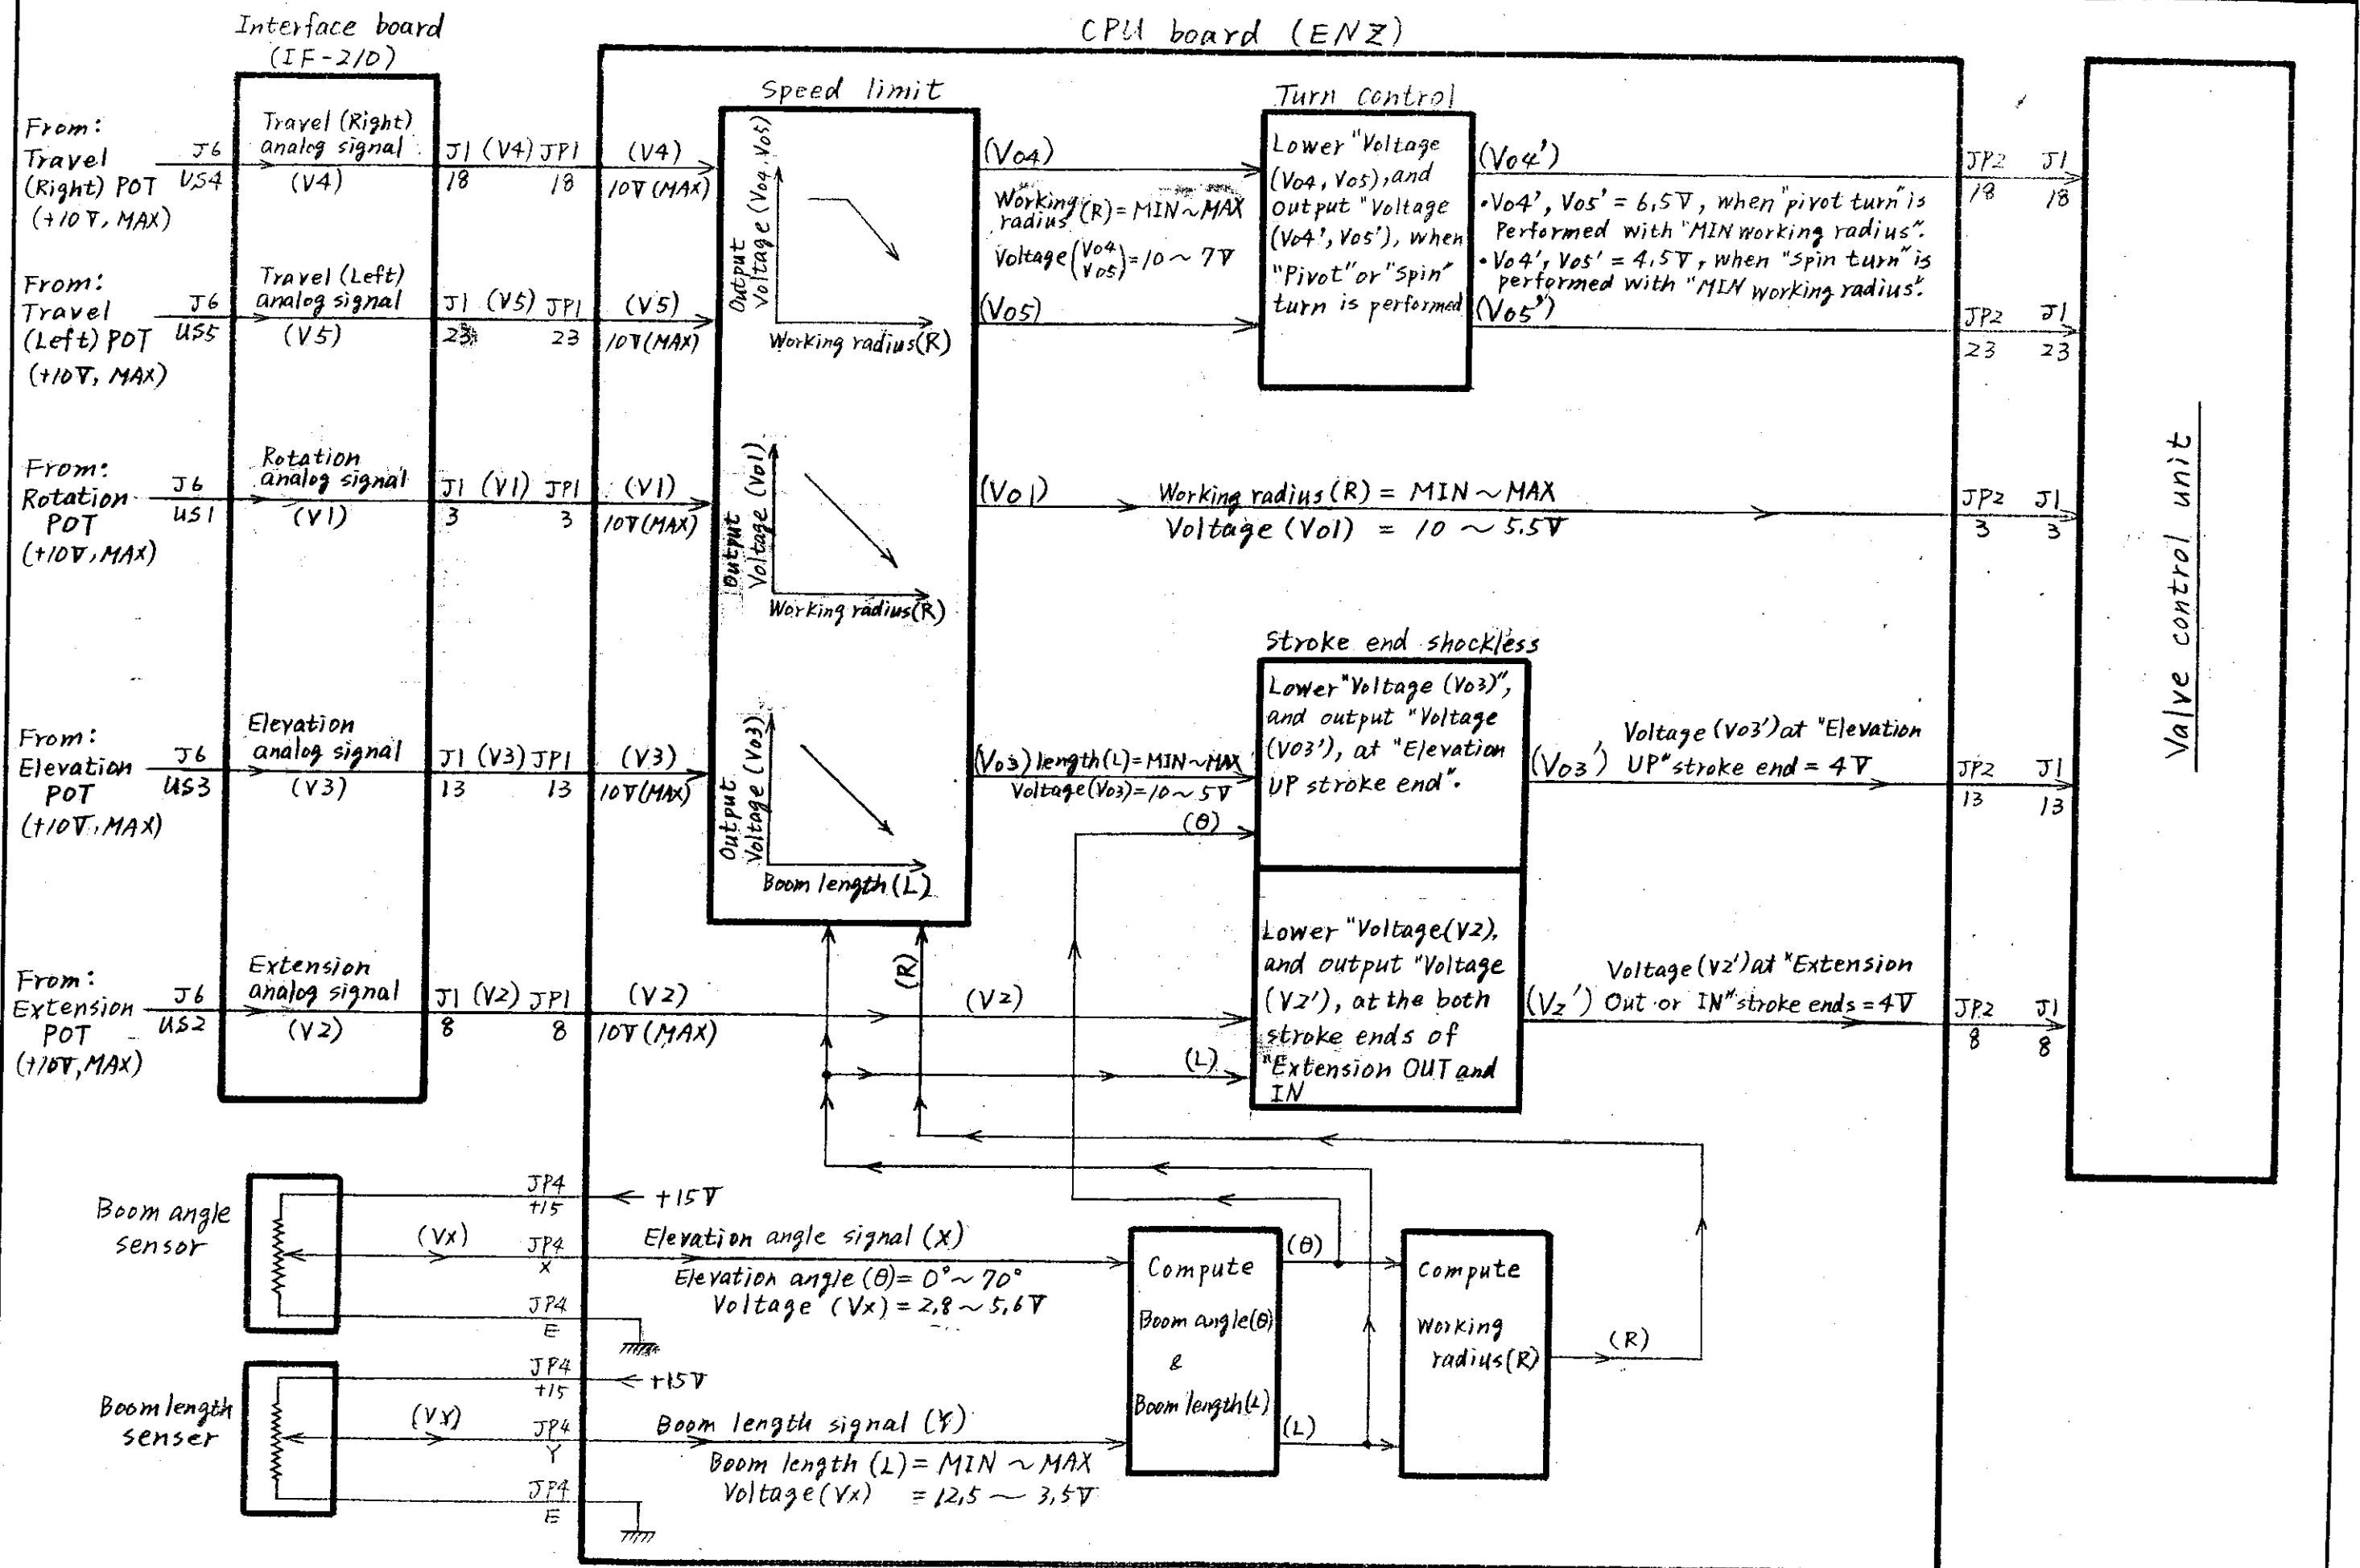 Interface board
(IF-210)
CPU board (ENZ)
From:
Travel
(Right) POT
(+10V, MAX)
J6
US4
Travel (Right)
analog signal
(V4)
J1 (V4) JP1
18 18
(V4)
10V (MAX)
From:
Travel
(Left) POT
(+10V, MAX)
J6
US5
Travel (Left)
analog signal
(V5)
J1 (V5) JP1
23 23
(V5)
10V (MAX)
From:
Rotation
POT
(+10V, MAX)
J6
US1
Rotation
analog signal
(V1)
J1 (V1) JP1
3 3
(V1)
10V (MAX)
From:
Elevation
POT
(+10V, MAX)
J6
US3
Elevation
analog signal
(V3)
J1 (V3) JP1
13 13
(V3)
10V (MAX)
From:
Extension
POT
(+10V, MAX)
J6
US2
Extension
analog signal
(V2)
J1 (V2) JP1
8 8
(V2)
10V (MAX)
Speed limit
Output
Voltage (Vo4, Vo5)
Working radius(R)
Output
Voltage (Vo1)
Working radius(R)
Output
Voltage (Vo3)
Boom length(L)
(R)
(Vo4)
Working
radius (R) = MIN ~ MAX
Voltage (Vo4
Vo5) = 10 ~ 7V
(Vo5)
Turn control
Lower "Voltage
(Vo4, Vo5), and
output "Voltage
(Vo4', Vo5'), when
"Pivot" or "spin"
turn is performed
(Vo4')
•Vo4', Vo5' = 6,5V, when "pivot turn" is
Performed with "MIN working radius".
•Vo4', Vo5' = 4.5V, when "spin turn" is
performed with "MIN working radius".
(Vo5')
JP2 J1
18 18
JP2 J1
23 23
(Vo1)
Working radius(R) = MIN ~ MAX
Voltage (Vo1) = 10 ~ 5.5V
JP2 J1
3 3
Stroke end shockless
Lower "Voltage (Vo3)",
and output "Voltage
(Vo3'), at "Elevation
UP stroke end".
(Vo3) length(L) = MIN ~ MAX
Voltage(Vo3) = 10 ~ 5V
(θ)
(Vo3')
Voltage (Vo3') at "Elevation
UP" stroke end = 4V
JP2 J1
13 13
Lower "Voltage(V2),
and output "Voltage
(V2'), at the both
stroke ends of
"Extension OUT and
IN
(V2)
(L)
(V2')
Voltage (V2') at "Extension
Out or IN" stroke ends = 4V
JP2 J1
8 8
Valve control unit
Boom angle
sensor
JP4
+15
+15V
(Vx)
JP4
X
Elevation angle signal (X)
Elevation angle (θ) = 0° ~ 70°
Voltage (Vx) = 2,8 ~ 5,6V
JP4
E
Boom length
senser
JP4
+15
+15V
(VY)
JP4
Y
Boom length signal (Y)
Boom length (L) = MIN ~ MAX
Voltage (Vx) = 12,5 ~ 3,5V
JP4
E
Compute
Boom angle(θ)
&
Boom length(L)
(θ)
(L)
Compute
Working
radius(R)
(R)